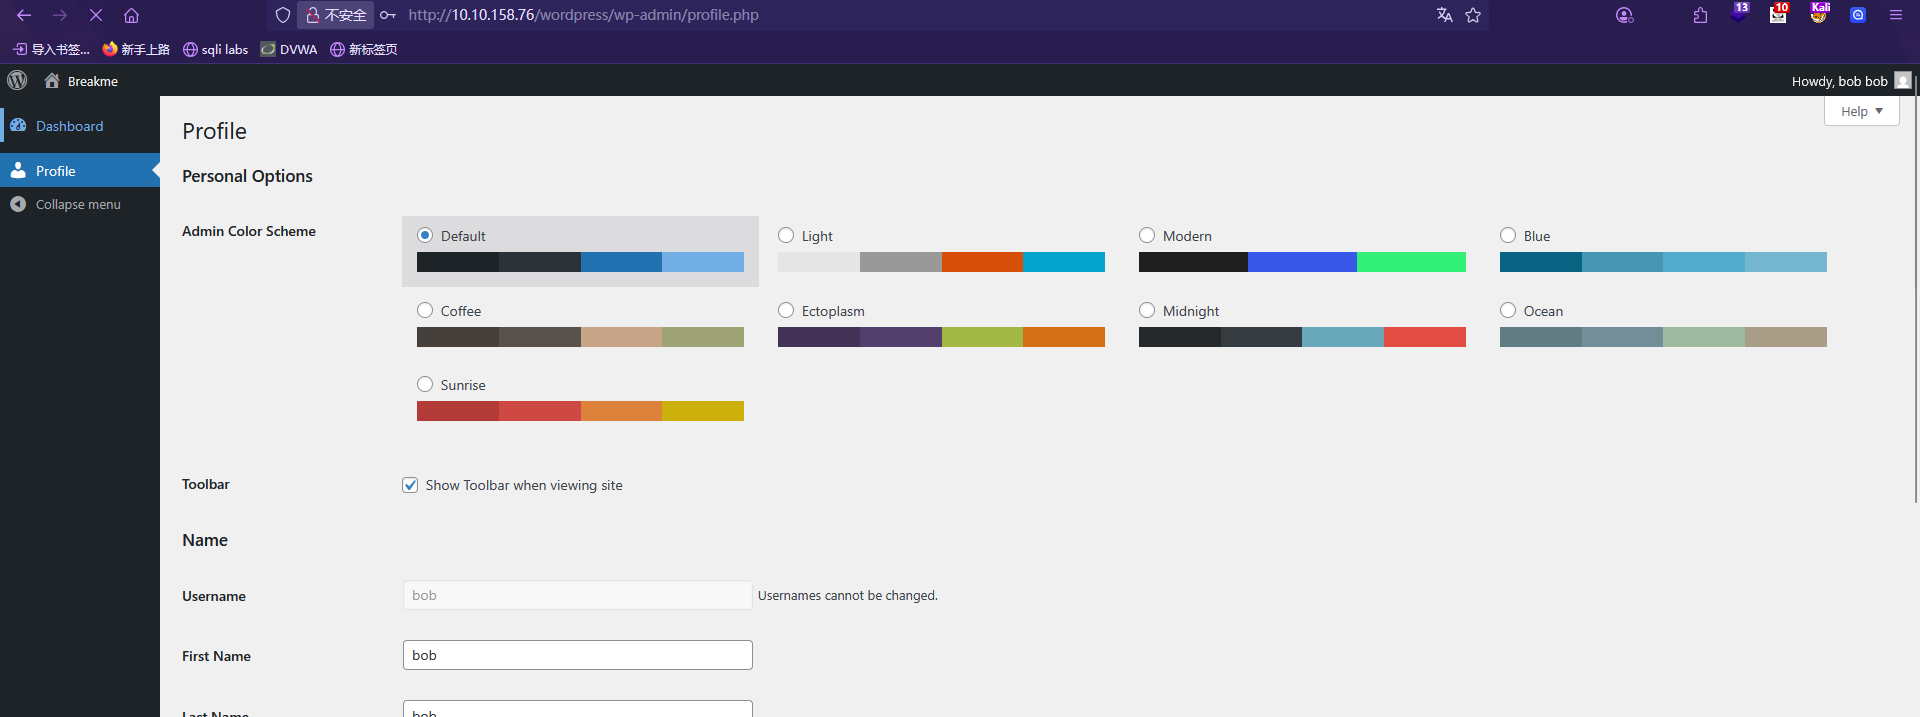 不安全 http://10.10.158.76/wordpress/wp-admin/profile.php 13 10 Kali
导入书签... 新手上路 sqli labs DVWA 新标签页
Breakme Howdy, bob bob
Dashboard Help
Profile
Profile
Collapse menu
Personal Options
Admin Color Scheme
Default Light Modern Blue
Coffee Ectoplasm Midnight Ocean
Sunrise
Toolbar Show Toolbar when viewing site
Name
Username bob Usernames cannot be changed.
First Name bob
Last Name bob